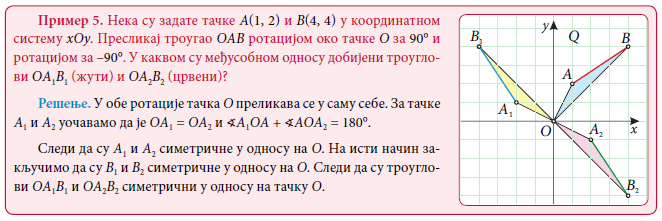 Пример 5. Нека су задате тачке A(1, 2) и B(4, 4) у координатном
систему xOy. Пресликај троугао OAB ротацијом око тачке O за 90° и
ротацијом за –90°. У каквом су међусобном односу добијени троугло-
ви OA₁B₁ (жути) и OA₂B₂ (црвени)?
Решење. У обе ротације тачка O пресликава се у саму себе. За тачке
A₁ и A₂ уочавамо да је OA₁ = OA₂ и ∢A₁OA + ∢AOA₂ = 180°.
Следи да су A₁ и A₂ симетричне у односу на O. На исти начин за-
кључимо да су B₁ и B₂ симетричне у односу на O. Следи да су троугло-
ви OA₁B₁ и OA₂B₂ симетрични у односу на тачку O.
y
Q
B₁
B
A
A₁
O
A₂
x
B₂